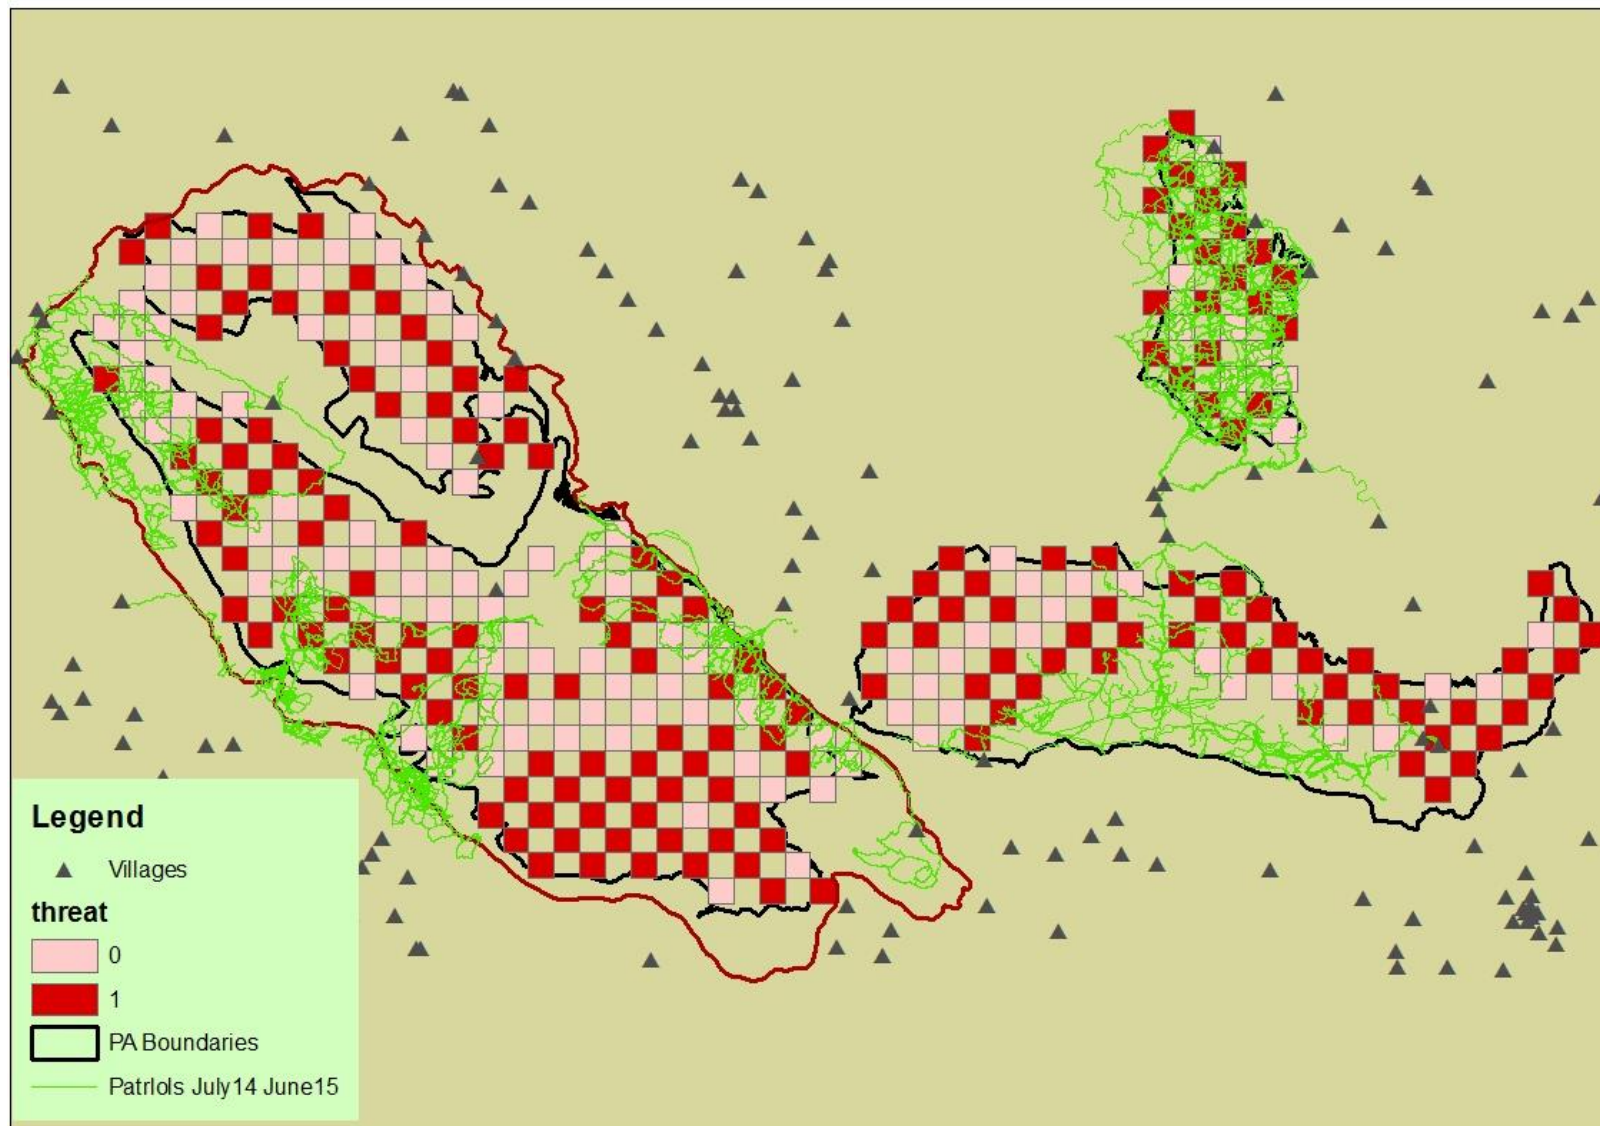 Legend
Villages
threat
0
1
PA Boundaries
Patrlols July14 June15